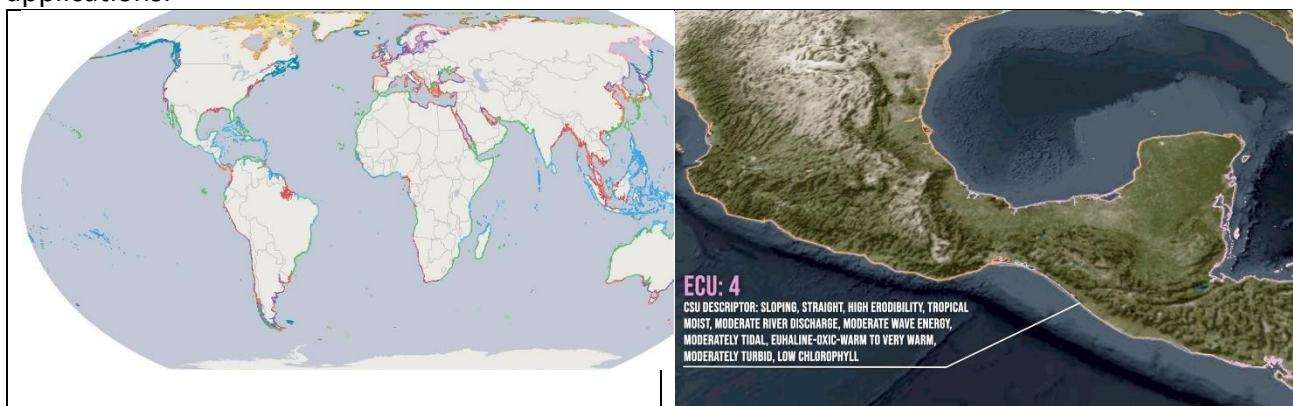 applications.
ECU: 4
CSU DESCRIPTOR: SLOPING, STRAIGHT, HIGH ERODIBILITY, TROPICAL
MOIST, MODERATE RIVER DISCHARGE, MODERATE WAVE ENERGY,
MODERATELY TIDAL, EUHALINE-OXIC-WARM TO VERY WARM,
MODERATELY TURBID, LOW CHLOROPHYLL